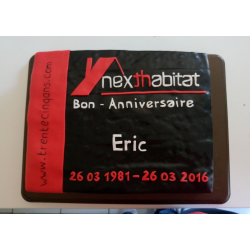 nexthabitat
Bon - Anniversaire
Eric
26 03 1981 - 26 03 2016
www.trentecinqans.com